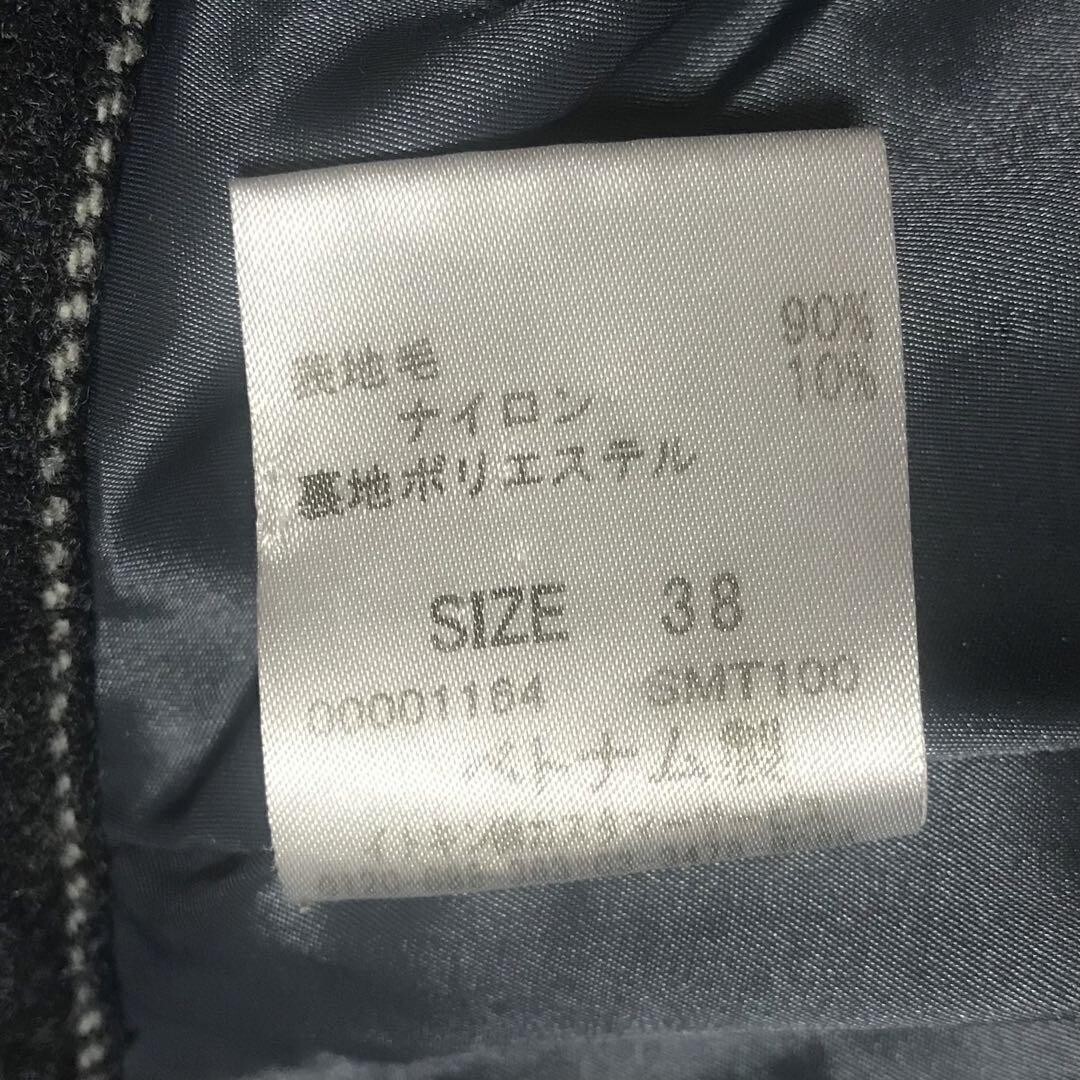 表地毛 90%
ナイロン 10%
裏地ポリエステル
SIZE 38
00001164 SMT100
ベトナム製